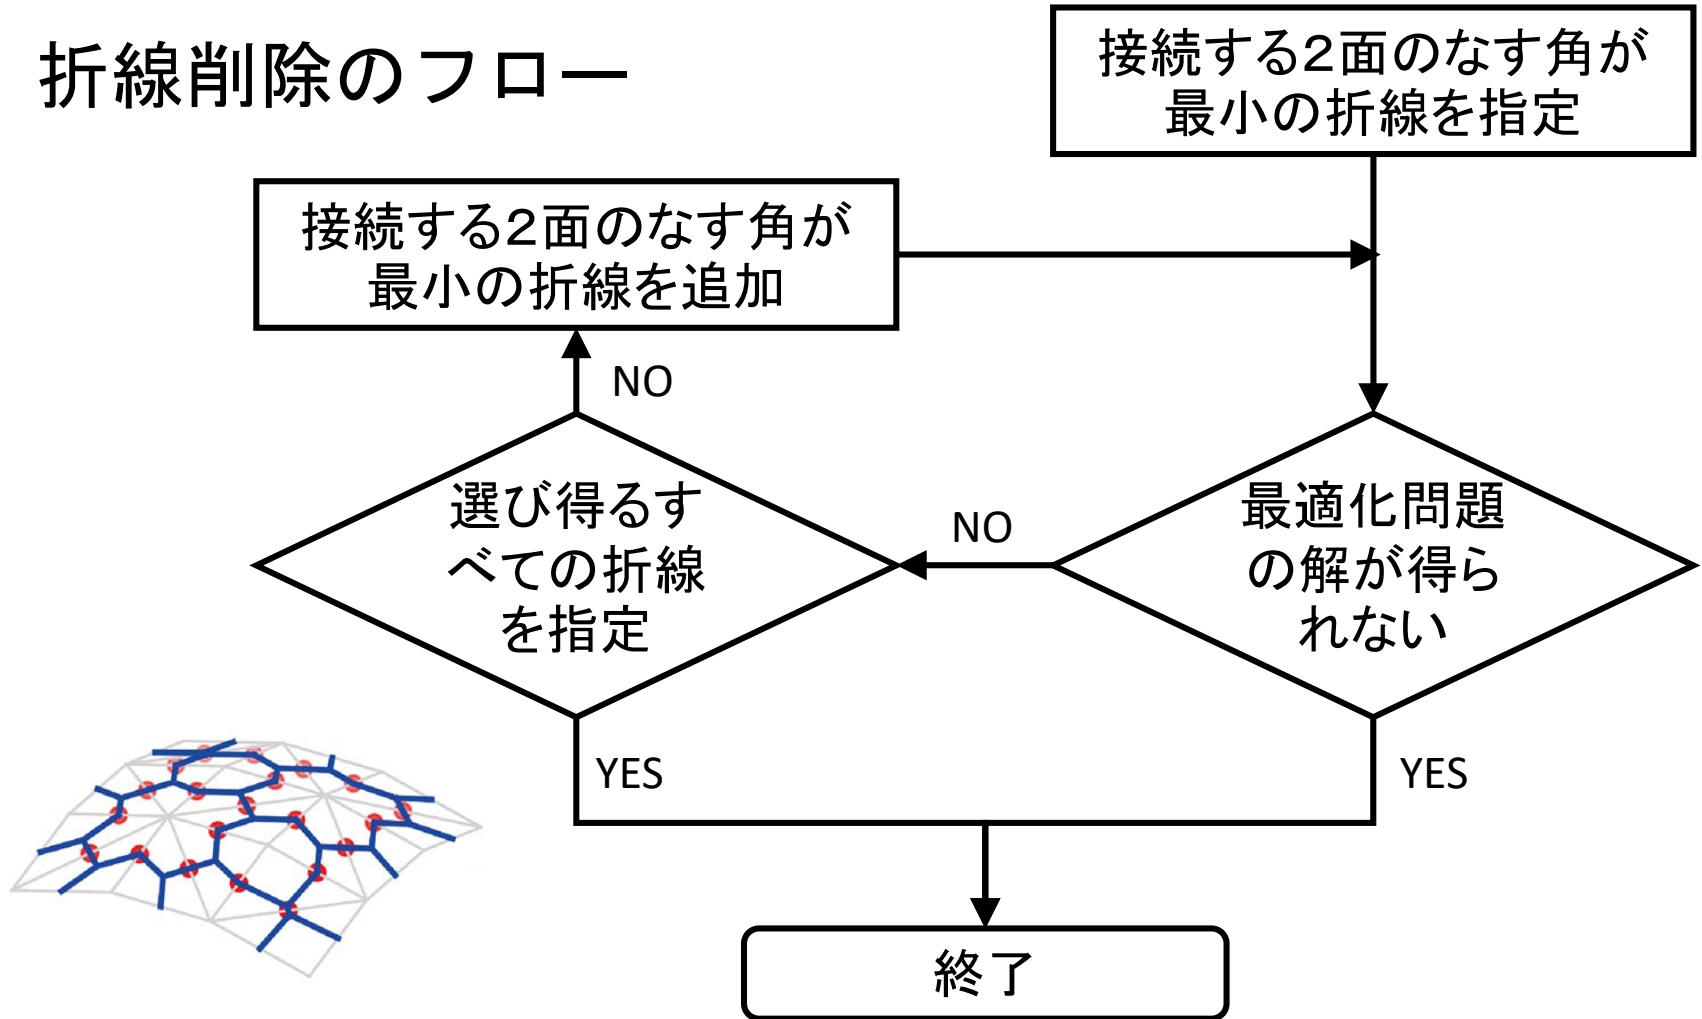 折線削除のフロー
接続する2面のなす角が
最小の折線を指定
接続する2面のなす角が
最小の折線を追加
NO
選び得るす
べての折線
を指定
NO
最適化問題
の解が得ら
れない
YES
YES
終了